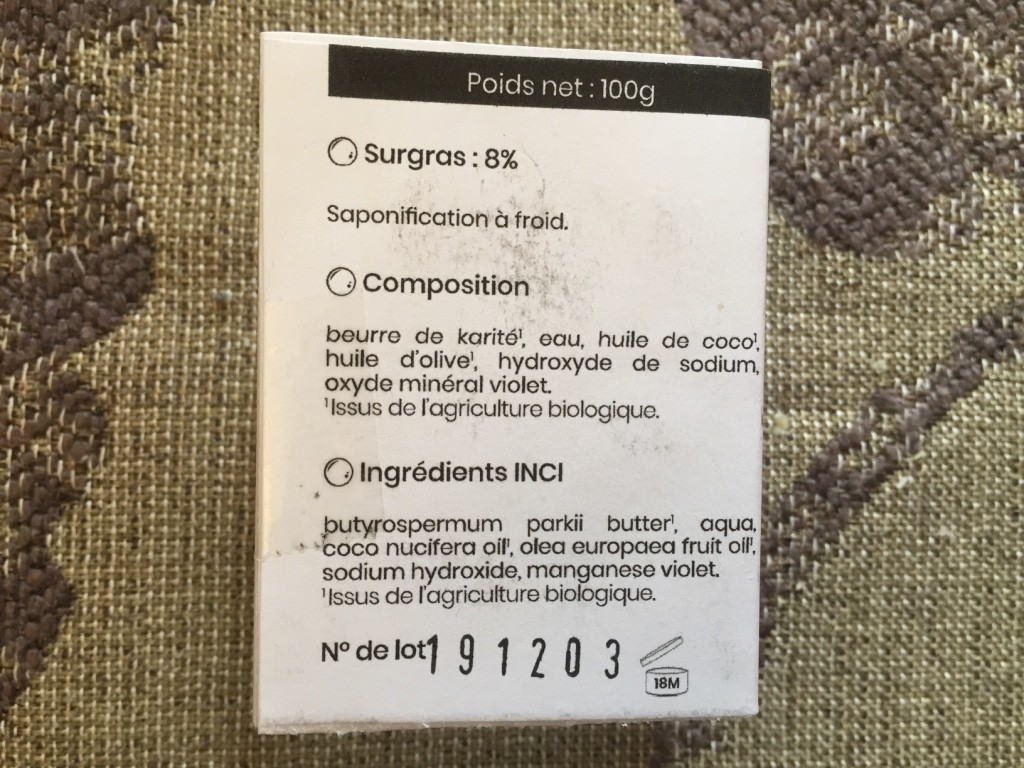 Poids net : 100g
Surgras : 8%
Saponification à froid.
Composition
beurre de karité¹, eau, huile de coco¹,
huile d'olive¹, hydroxyde de sodium,
oxyde minéral violet.
¹Issus de l'agriculture biologique.
Ingrédients INCI
butyrospermum parkii butter¹, aqua,
coco nucifera oil¹, olea europaea fruit oil¹,
sodium hydroxide, manganese violet.
¹Issus de l'agriculture biologique.
N° de lot 191203
18M